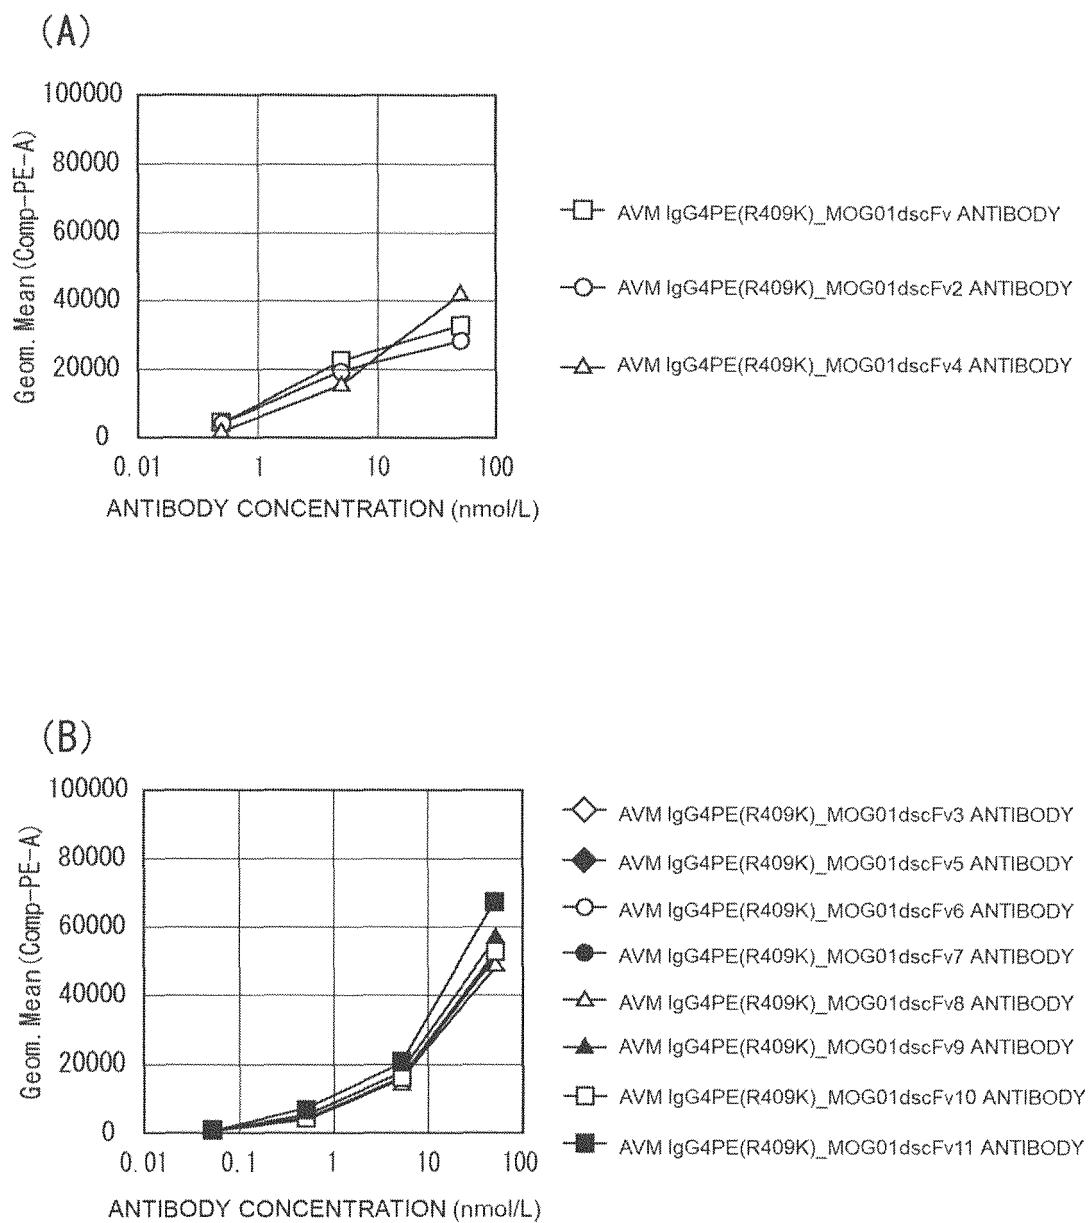 (A)
100000
80000
60000
40000
20000
0
Geom. Mean(Comp-PE-A)
0.01 1 10 100
ANTIBODY CONCENTRATION (nmol/L)
AVM IgG4PE(R409K)_MOG01dscFv ANTIBODY
AVM IgG4PE(R409K)_MOG01dscFv2 ANTIBODY
AVM IgG4PE(R409K)_MOG01dscFv4 ANTIBODY
(B)
100000
80000
60000
40000
20000
0
Geom. Mean(Comp-PE-A)
0.01 0.1 1 10 100
ANTIBODY CONCENTRATION (nmol/L)
AVM IgG4PE(R409K)_MOG01dscFv3 ANTIBODY
AVM IgG4PE(R409K)_MOG01dscFv5 ANTIBODY
AVM IgG4PE(R409K)_MOG01dscFv6 ANTIBODY
AVM IgG4PE(R409K)_MOG01dscFv7 ANTIBODY
AVM IgG4PE(R409K)_MOG01dscFv8 ANTIBODY
AVM IgG4PE(R409K)_MOG01dscFv9 ANTIBODY
AVM IgG4PE(R409K)_MOG01dscFv10 ANTIBODY
AVM IgG4PE(R409K)_MOG01dscFv11 ANTIBODY